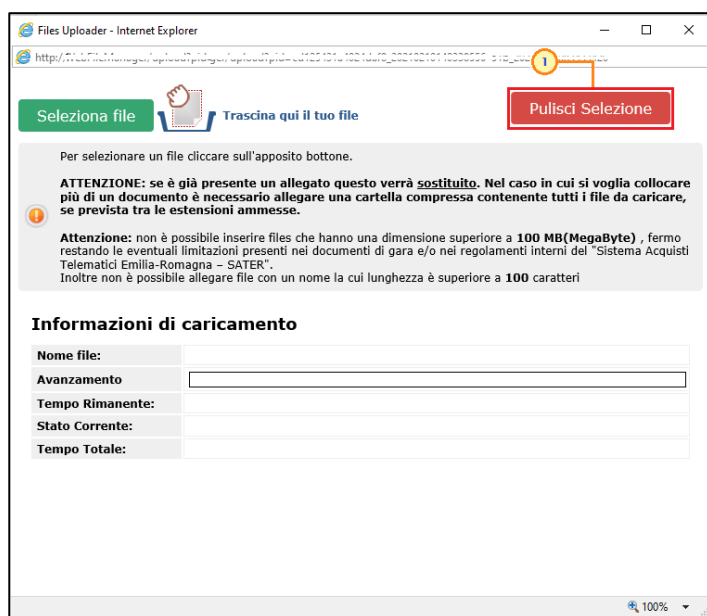 Files Uploader - Internet Explorer
1
Seleziona file
Trascina qui il tuo file
Pulisci Selezione
Per selezionare un file cliccare sull'apposito bottone.
ATTENZIONE: se è già presente un allegato questo verrà sostituito. Nel caso in cui si voglia collocare
più di un documento è necessario allegare una cartella compressa contenente tutti i file da caricare,
se prevista tra le estensioni ammesse.
Attenzione: non è possibile inserire files che hanno una dimensione superiore a 100 MB(MegaByte) , fermo
restando le eventuali limitazioni presenti nei documenti di gara e/o nei regolamenti interni del "Sistema Acquisti
Telematici Emilia-Romagna – SATER".
Inoltre non è possibile allegare file con un nome la cui lunghezza è superiore a 100 caratteri
Informazioni di caricamento
Nome file:
Avanzamento
Tempo Rimanente:
Stato Corrente:
Tempo Totale:
100%